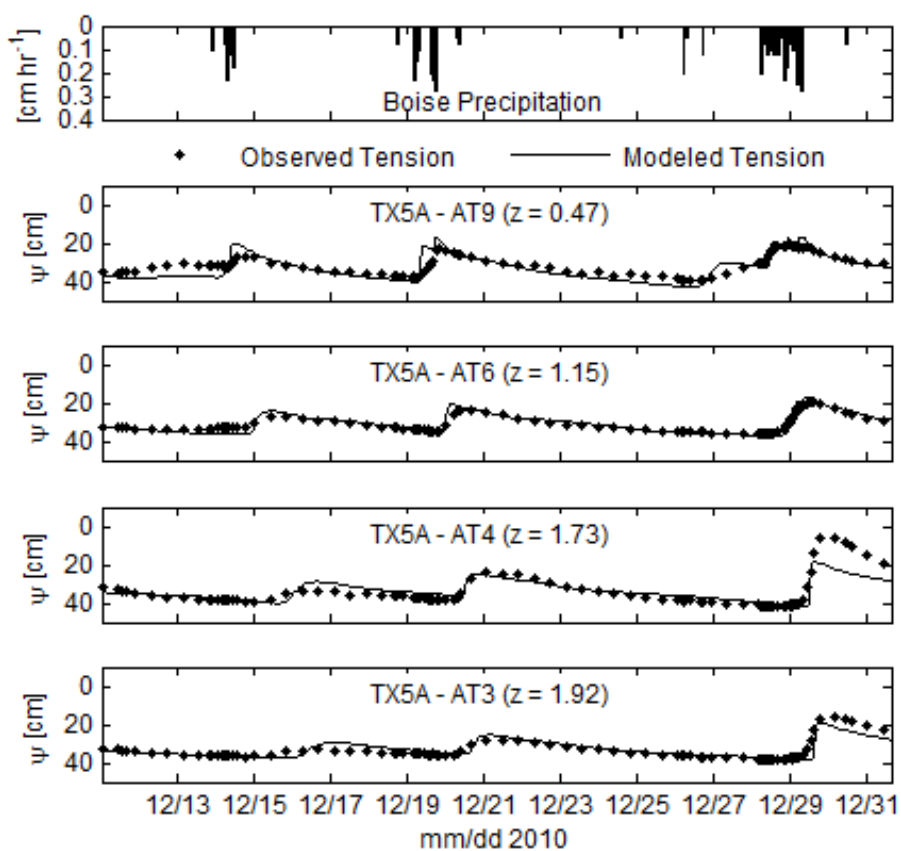 0
0.1
0.2
0.3
0.4
[cm hr⁻¹]
Boise Precipitation
Observed Tension
Modeled Tension
TX5A - AT9 (z = 0.47)
0
20
40
ψ [cm]
TX5A - AT6 (z = 1.15)
0
20
40
ψ [cm]
TX5A - AT4 (z = 1.73)
0
20
40
ψ [cm]
TX5A - AT3 (z = 1.92)
0
20
40
ψ [cm]
12/13 12/15 12/17 12/19 12/21 12/23 12/25 12/27 12/29 12/31
mm/dd 2010